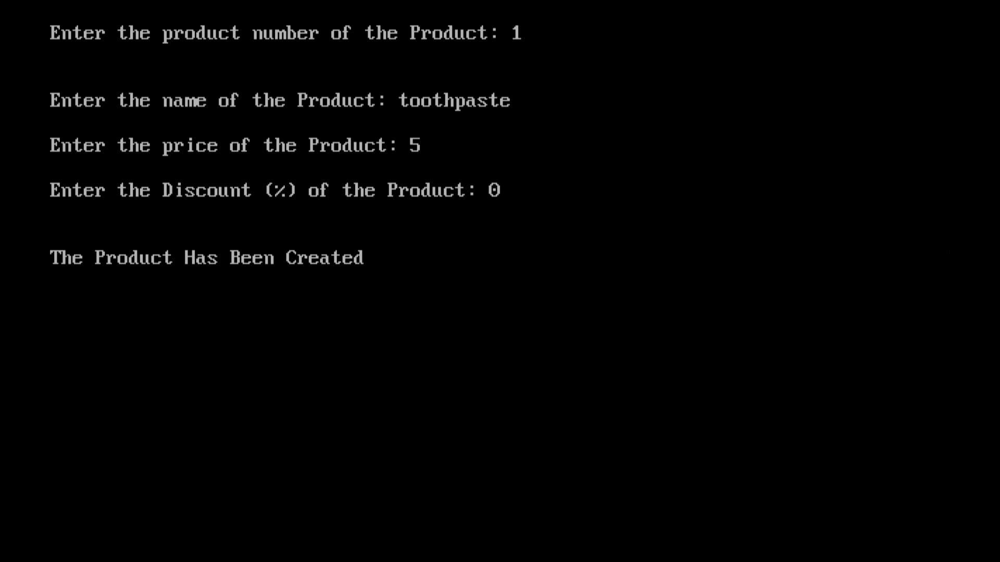 Enter the product number of the Product: 1
Enter the name of the Product: toothpaste
Enter the price of the Product: 5
Enter the Discount (%) of the Product: 0
The Product Has Been Created